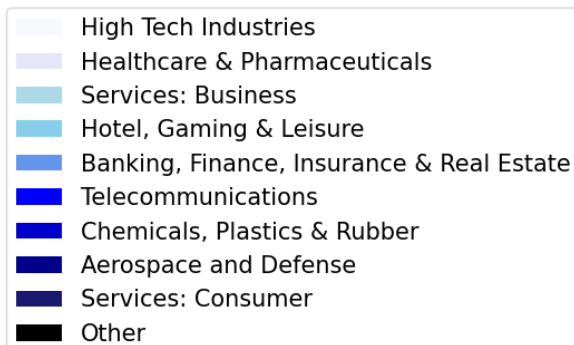 High Tech Industries
Healthcare & Pharmaceuticals
Services: Business
Hotel, Gaming & Leisure
Banking, Finance, Insurance & Real Estate
Telecommunications
Chemicals, Plastics & Rubber
Aerospace and Defense
Services: Consumer
Other